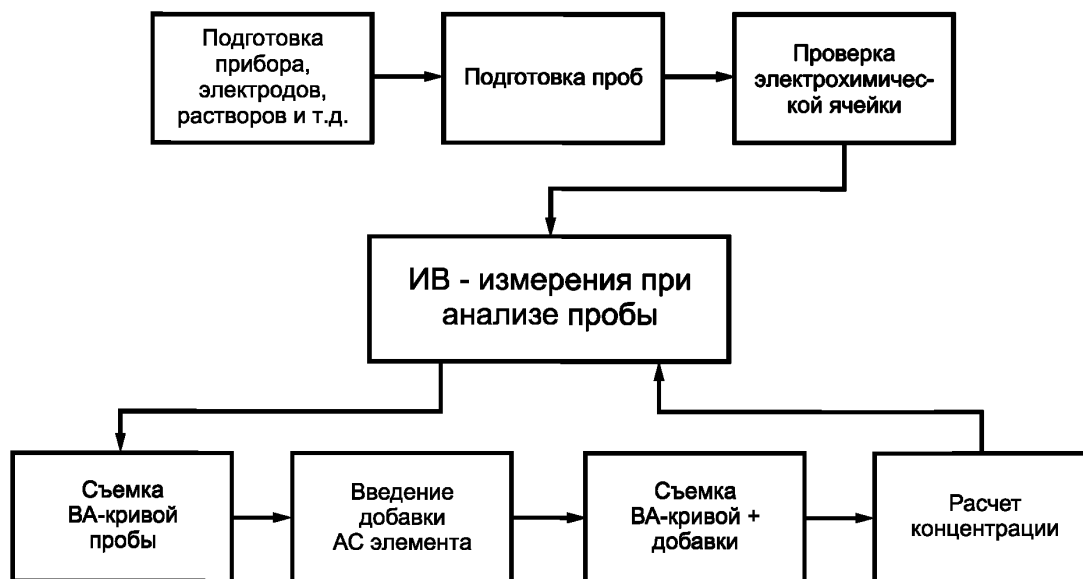 Подготовка
прибора,
электродов,
растворов и т.д.
Подготовка проб
Проверка
электрохимичес-
кой ячейки
ИВ - измерения при
анализе пробы
Съемка
ВА-кривой
пробы
Введение
добавки
АС элемента
Съемка
ВА-кривой +
добавки
Расчет
концентрации